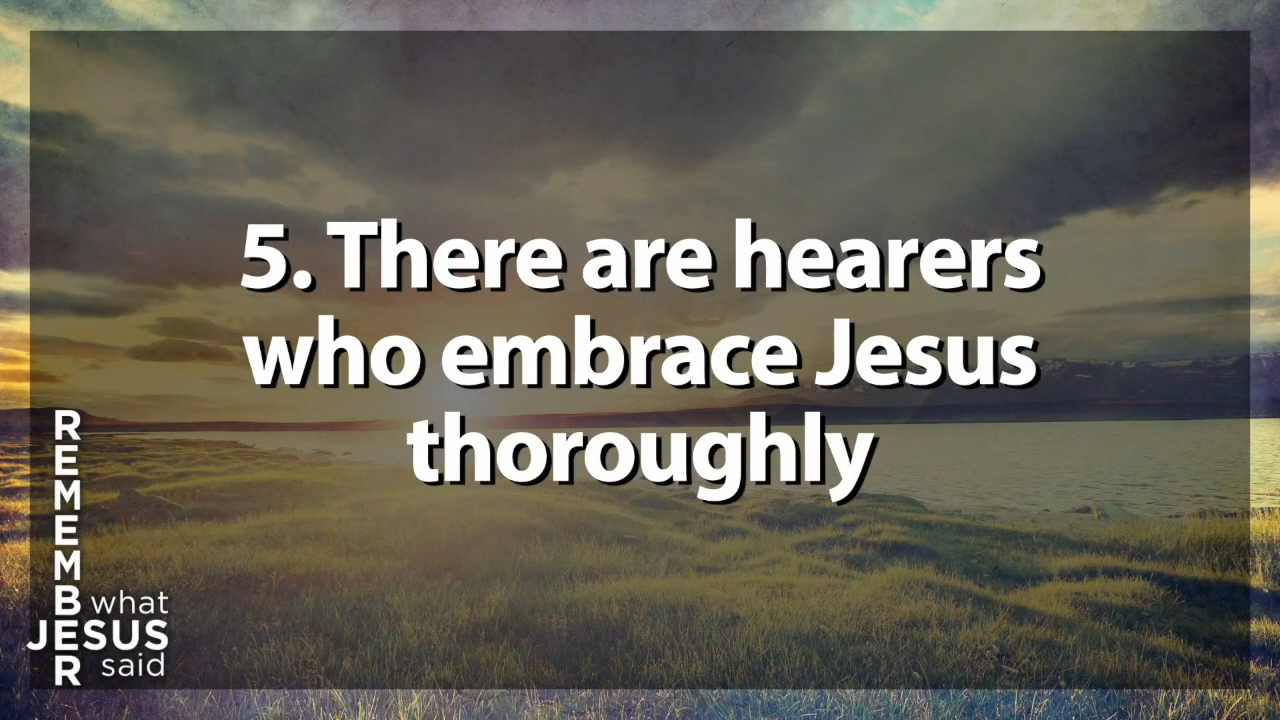 5. There are hearers
who embrace Jesus
thoroughly
REMEMBER
what
JESUS
said